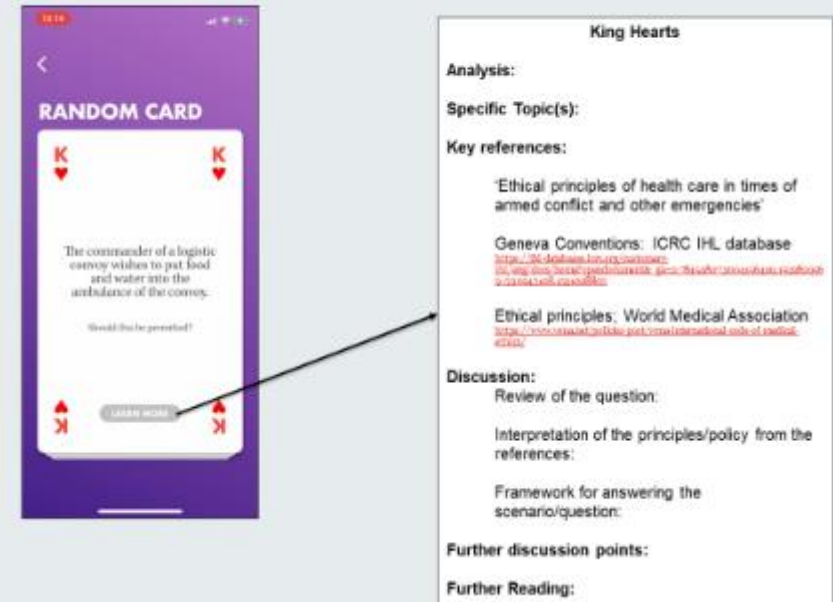 RANDOM CARD
K K
The commander of a logistic
convoy wishes to put food
and water into the
ambulance of the convoy.
Should this be permitted?
LEARN MORE
K K
King Hearts
Analysis:
Specific Topic(s):
Key references:
'Ethical principles of health care in times of
armed conflict and other emergencies'
Geneva Conventions: ICRC IHL database
Ethical principles: World Medical Association
Discussion:
Review of the question:
Interpretation of the principles/policy from the
references:
Framework for answering the
scenario/question:
Further discussion points:
Further Reading: